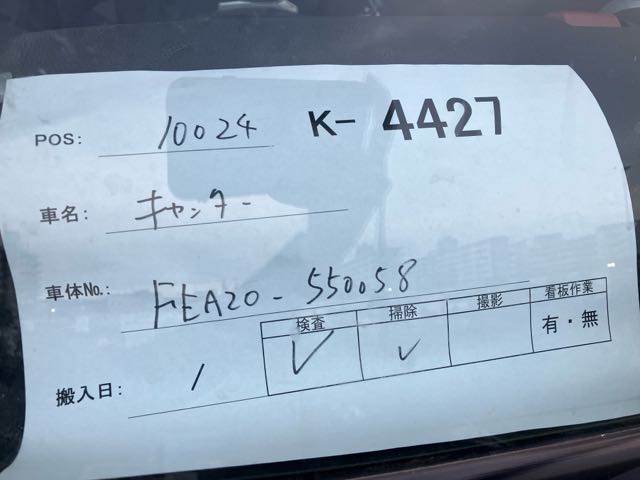 POS: 10024 K-4427
車名: キャンター
車体No.: FEA20-550058
検査 掃除 撮影 看板作業
搬入日: / ✓ ✓ 有・無